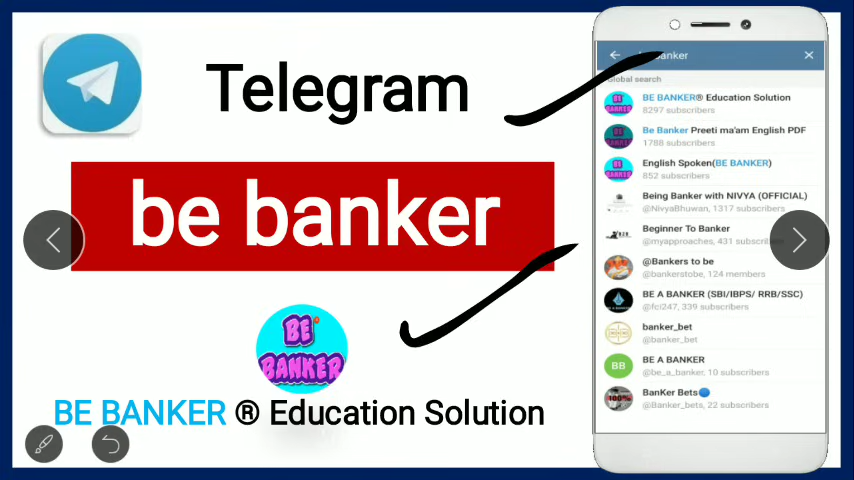 Telegram
be banker
BE
BANKER
BE BANKER ® Education Solution
banker
Global search
BE BANKER® Education Solution
8297 subscribers
Be Banker Preeti ma'am English PDF
1788 subscribers
English Spoken(BE BANKER)
852 subscribers
Being Banker with NIVYA (OFFICIAL)
@NivyaBhuwan, 1317 subscribers
Beginner To Banker
@myapproaches, 431 subscribers
@Bankers to be
@bankerstobe, 124 members
BE A BANKER (SBI/IBPS/ RRB/SSC)
@fci247, 339 subscribers
banker_bet
@banker_bet
BB
BE A BANKER
@be_a_banker, 10 subscribers
100%
BanKer Bets
@Banker_bets, 22 subscribers